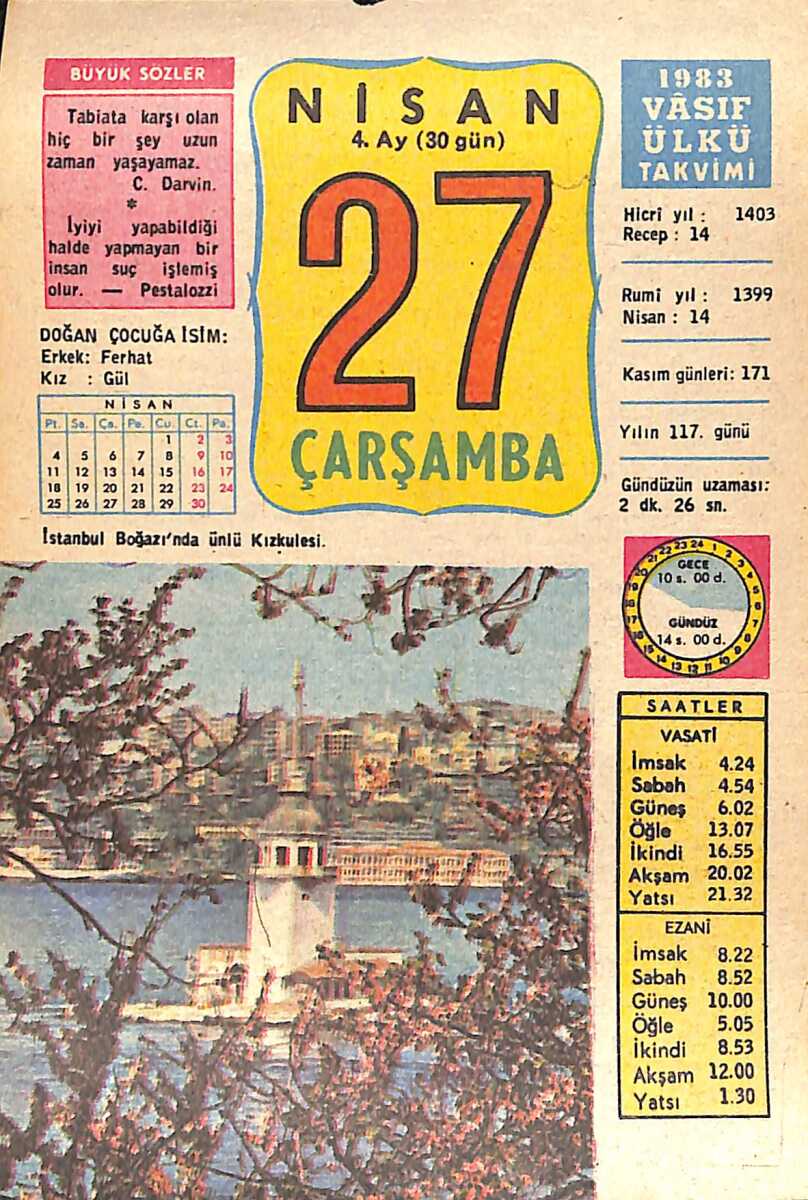 BÜYÜK SÖZLER
Tabiata karşı olan
hiç bir şey uzun
zaman yaşayamaz.
C. Darvin.
*
İyiyi yapabildiği
halde yapmayan bir
insan suç işlemiş
olur. — Pestalozzi
DOĞAN ÇOCUĞA İSİM:
Erkek: Ferhat
Kız : Gül
NİSAN
Pt. Sa. Ça. Pe. Cu. Ct. Pa.
1 2 3
4 5 6 7 8 9 10
11 12 13 14 15 16 17
18 19 20 21 22 23 24
25 26 27 28 29 30
NİSAN
4. Ay (30 gün)
27
ÇARŞAMBA
1983
VÂSIF
ÜLKÜ
TAKVİMİ
Hicrî yıl : 1403
Recep : 14
Rumî yıl : 1399
Nisan : 14
Kasım günleri: 171
Yılın 117. günü
Gündüzün uzaması:
2 dk. 26 sn.
İstanbul Boğazı'nda ünlü Kızkulesi.
GECE
10 s. 00 d.
GÜNDÜZ
14 s. 00 d.
SAATLER
VASATİ
İmsak 4.24
Sabah 4.54
Güneş 6.02
Öğle 13.07
İkindi 16.55
Akşam 20.02
Yatsı 21.32
EZANİ
İmsak 8.22
Sabah 8.52
Güneş 10.00
Öğle 5.05
İkindi 8.53
Akşam 12.00
Yatsı 1.30